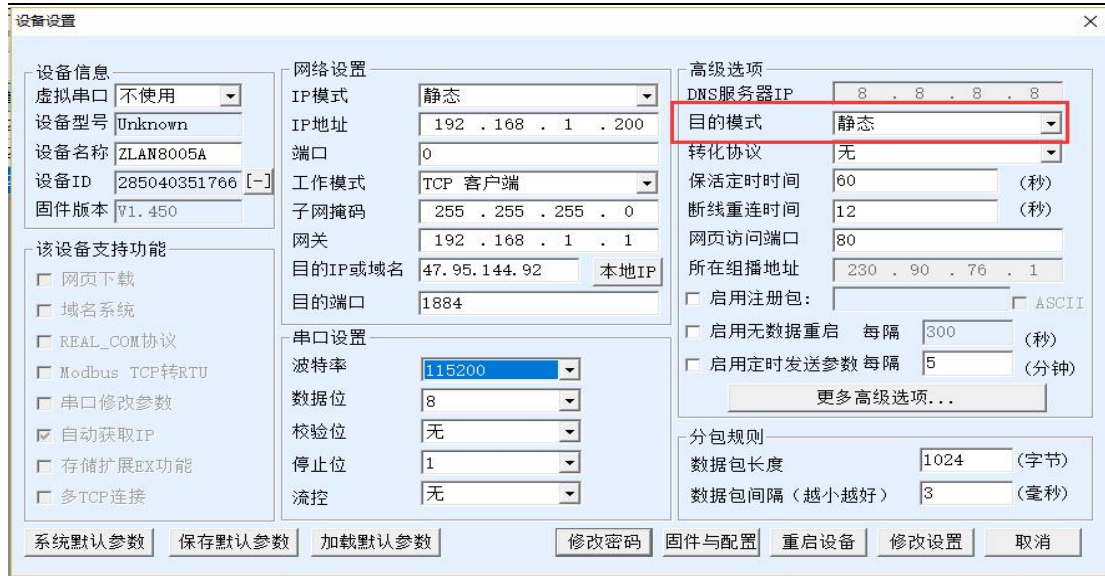 设备设置
设备信息
虚拟串口 不使用
设备型号 Unknown
设备名称 ZLAN8005A
设备ID 285040351766 [-]
固件版本 V1.450
该设备支持功能
网页下载
域名系统
REAL_COM协议
Modbus TCP转RTU
串口修改参数
自动获取IP
存储扩展EX功能
多TCP连接
网络设置
IP模式 静态
IP地址 192 . 168 . 1 . 200
端口 0
工作模式 TCP 客户端
子网掩码 255 . 255 . 255 . 0
网关 192 . 168 . 1 . 1
目的IP或域名 47.95.144.92 本地IP
目的端口 1884
串口设置
波特率 115200
数据位 8
校验位 无
停止位 1
流控 无
高级选项
DNS服务器IP 8 . 8 . 8 . 8
目的模式 静态
转化协议 无
保活定时时间 60 (秒)
断线重连时间 12 (秒)
网页访问端口 80
所在组播地址 230 . 90 . 76 . 1
启用注册包: ASCII
启用无数据重启 每隔 300 (秒)
启用定时发送参数 每隔 5 (分钟)
更多高级选项...
分包规则
数据包长度 1024 (字节)
数据包间隔（越小越好） 3 (毫秒)
系统默认参数 保存默认参数 加载默认参数 修改密码 固件与配置 重启设备 修改设置 取消